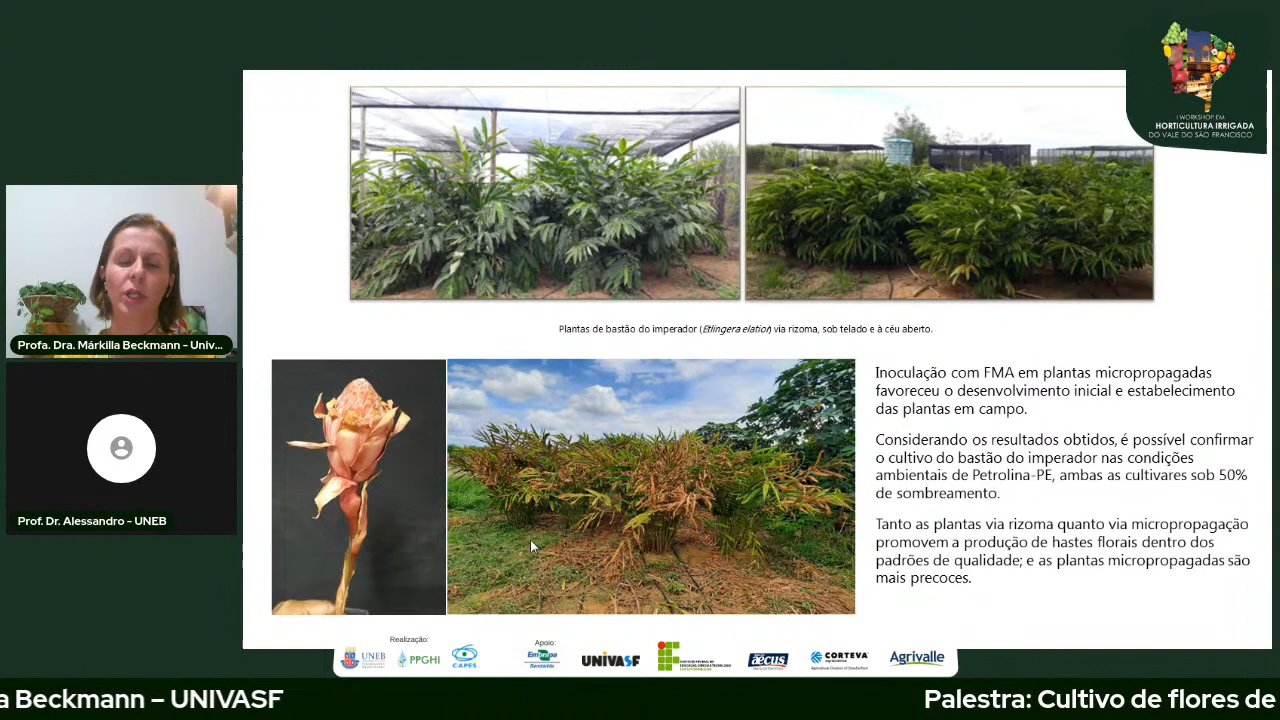 I WORKSHOP EM
HORTICULTURA IRRIGADA
DO VALE DO SÃO FRANCISCO
Profa. Dra. Márkilla Beckmann - Univ...
Prof. Dr. Alessandro - UNEB
Plantas de bastão do imperador (Etlingera elatior) via rizoma, sob telado e à céu aberto.
Inoculação com FMA em plantas micropropagadas
favoreceu o desenvolvimento inicial e estabelecimento
das plantas em campo.
Considerando os resultados obtidos, é possível confirmar
o cultivo do bastão do imperador nas condições
ambientais de Petrolina-PE, ambas as cultivares sob 50%
de sombreamento.
Tanto as plantas via rizoma quanto via micropropagação
promovem a produção de hastes florais dentro dos
padrões de qualidade; e as plantas micropropagadas são
mais precoces.
Realização:
UNEB
PPGHI
CAPES
Apoio:
Embrapa
Semiárido
UNIVASF
aecus
CORTEVA
agriscience
Agrivalle
a Beckmann – UNIVASF
Palestra: Cultivo de flores de